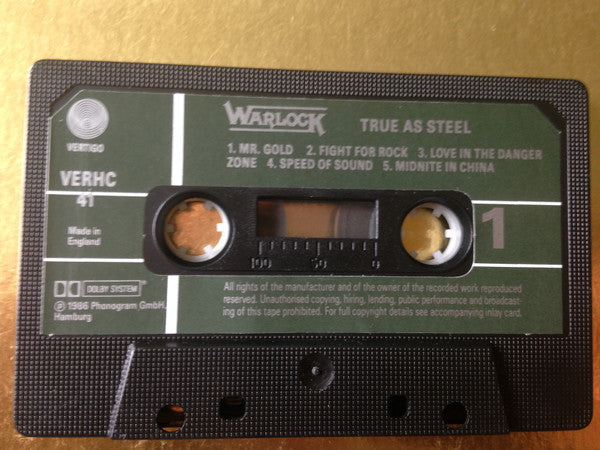 WARLOCK
TRUE AS STEEL
1. MR. GOLD 2. FIGHT FOR ROCK 3. LOVE IN THE DANGER
ZONE 4. SPEED OF SOUND 5. MIDNITE IN CHINA
VERTIGO
VERHC
41
Made in
England
1
100 50 0
DOLBY SYSTEM
℗ 1986 Phonogram GmbH,
Hamburg
All rights of the manufacturer and of the owner of the recorded work reproduced
reserved. Unauthorised copying, hiring, lending, public performance and broadcast-
ing of this tape prohibited. For full copyright details see accompanying inlay card.